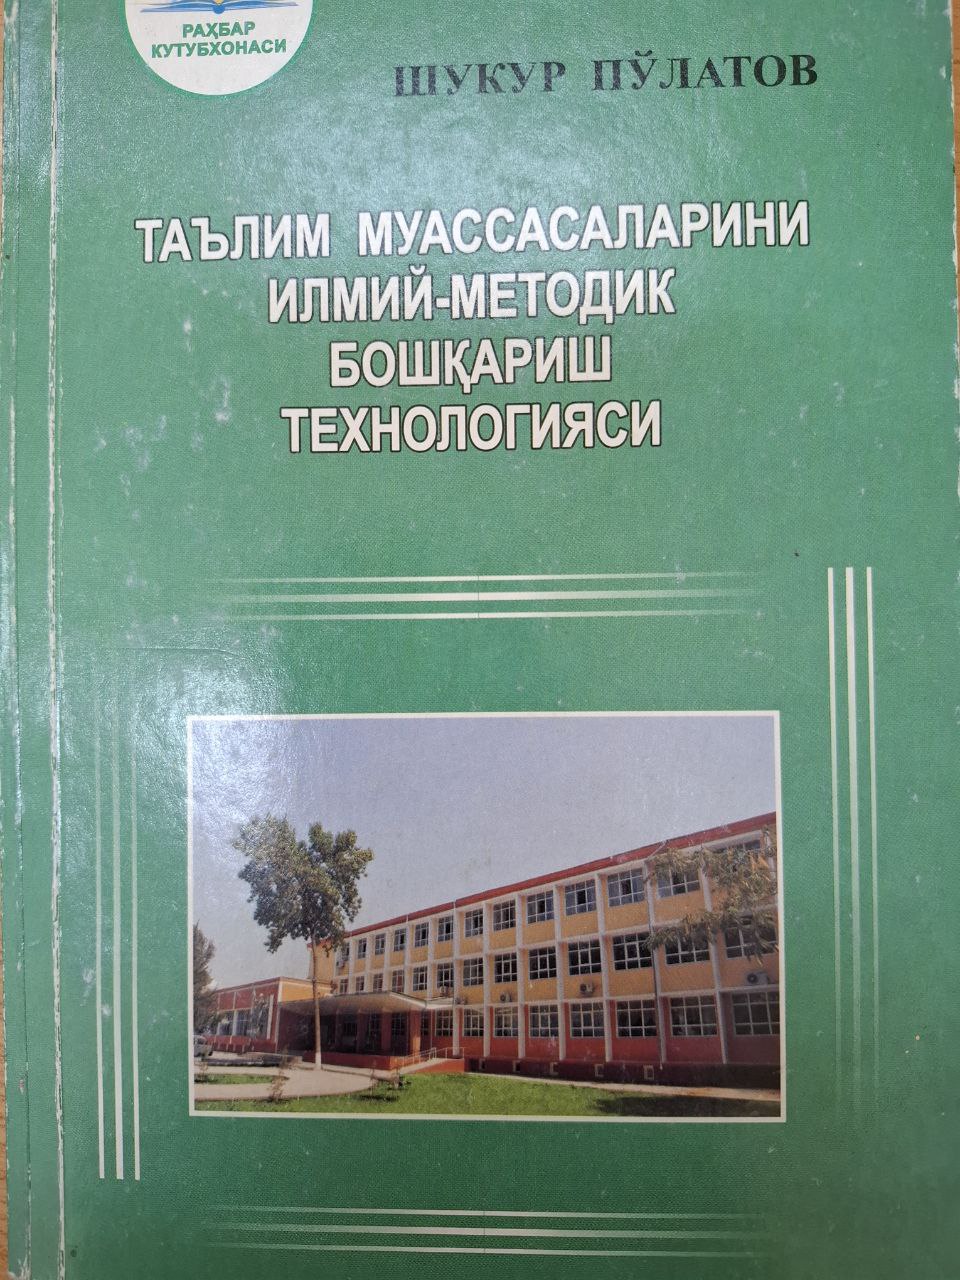 РАҲБАР
КУТУБХОНАСИ
ШУКУР ПЎЛАТОВ
ТАЪЛИМ МУАССАСАЛАРИНИ
ИЛМИЙ-МЕТОДИК
БОШҚАРИШ
ТЕХНОЛОГИЯСИ